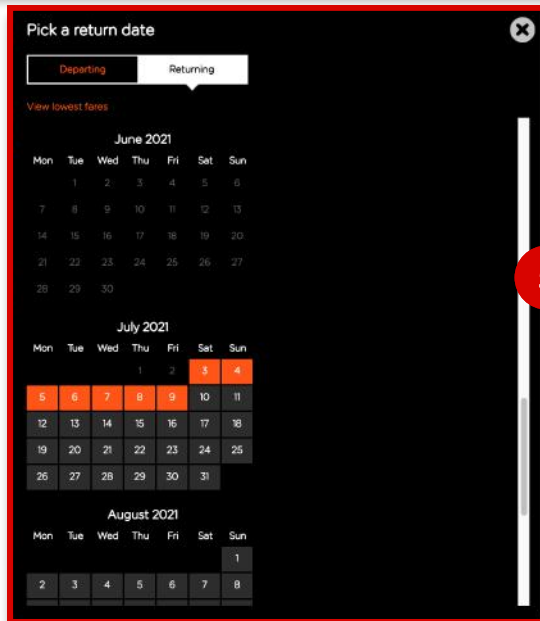 Pick a return date
Departing Returning
View lowest fares
June 2021
Mon Tue Wed Thu Fri Sat Sun
1 2 3 4 5 6
7 8 9 10 11 12 13
14 15 16 17 18 19 20
21 22 23 24 25 26 27
28 29 30
July 2021
Mon Tue Wed Thu Fri Sat Sun
1 2 3 4
5 6 7 8 9 10 11
12 13 14 15 16 17 18
19 20 21 22 23 24 25
26 27 28 29 30 31
August 2021
Mon Tue Wed Thu Fri Sat Sun
1
2 3 4 5 6 7 8